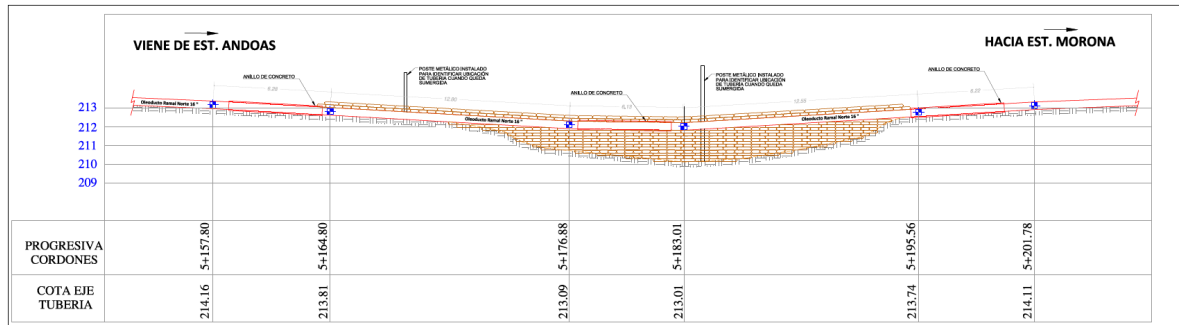 VIENE DE EST. ANDOAS
HACIA EST. MORONA
POSTE METÁLICO INSTALADO
PARA IDENTIFICAR UBICACIÓN
DE TUBERIA CUANDO QUEDA
SUMERGIDA
POSTE METÁLICO INSTALADO
PARA IDENTIFICAR UBICACIÓN
DE TUBERIA CUANDO QUEDA
SUMERGIDA
ANILLO DE CONCRETO
ANILLO DE CONCRETO
ANILLO DE CONCRETO
12.55
Oleoducto Ramal Norte 16 "
Oleoducto Ramal Norte 16 "
Oleoducto Ramal Norte 16 "
213
212
211
210
209
PROGRESIVA
CORDONES
5+157.80
5+164.80
5+176.88
5+183.01
5+195.56
5+201.78
COTA EJE
TUBERIA
214.16
213.81
213.09
213.01
213.74
214.11